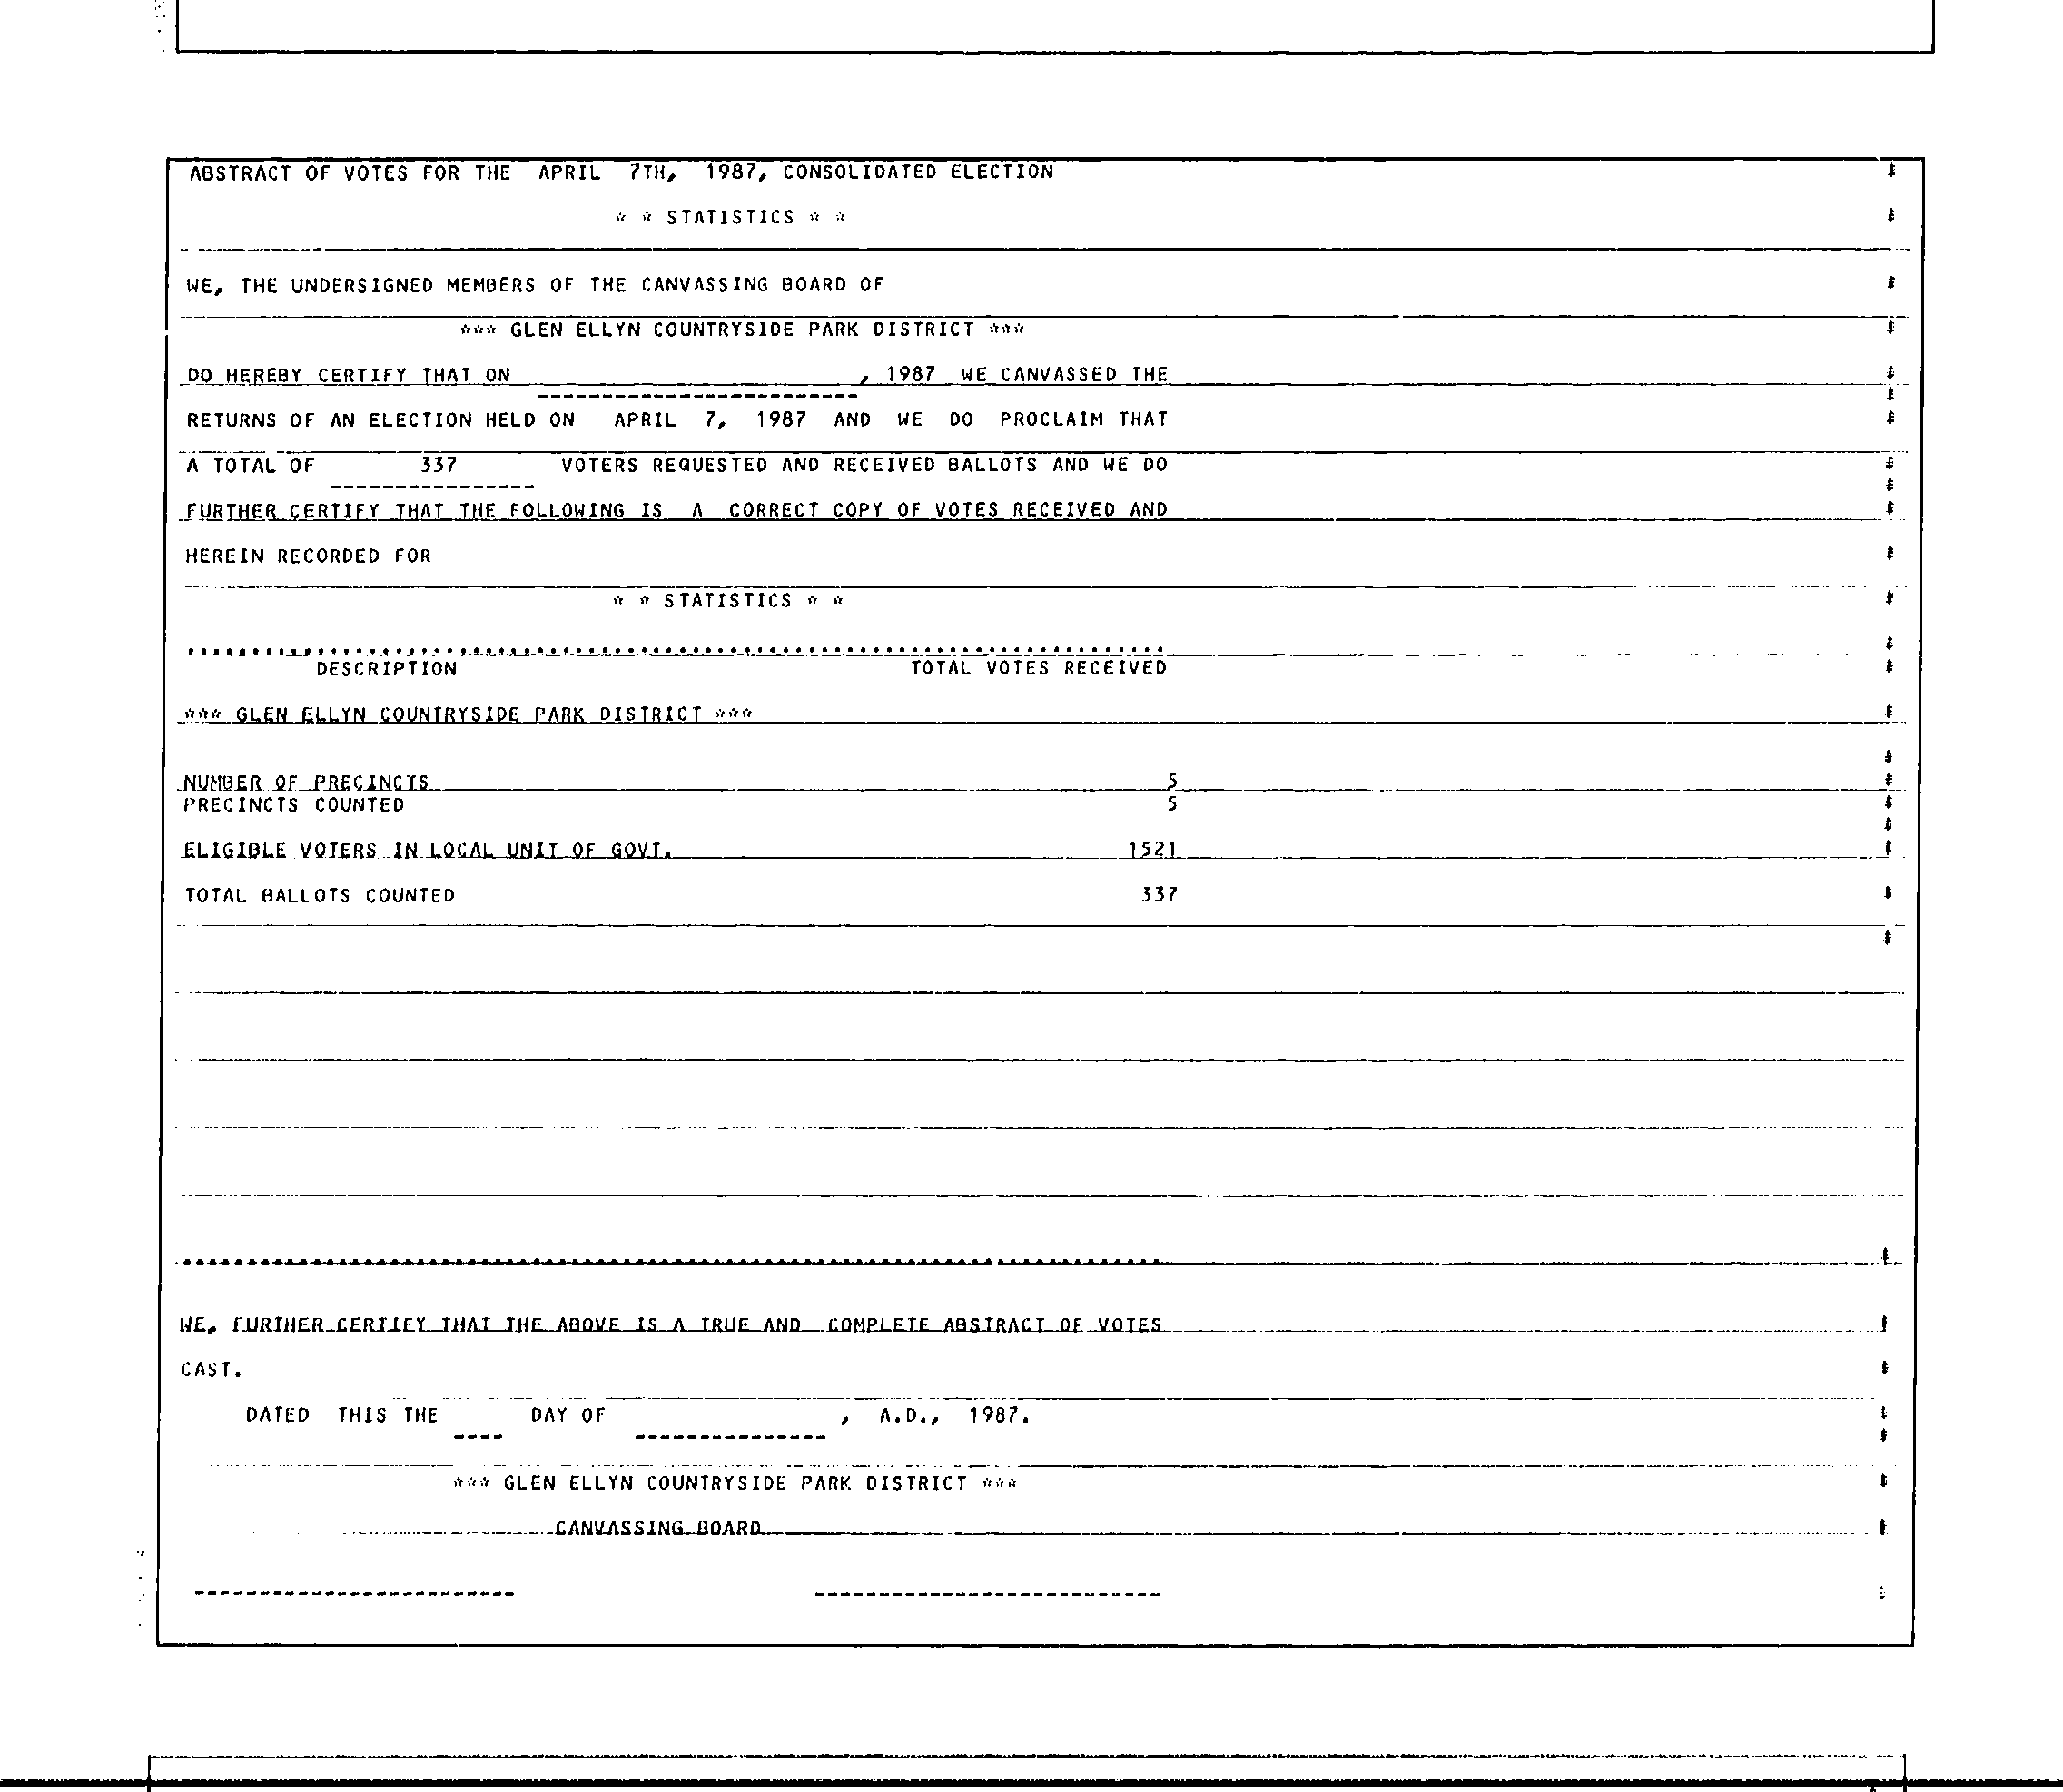 ABSTRACT OF VOTES FOR THE APRIL 7TH, 1987, CONSOLIDATED ELECTION
* * STATISTICS * *
WE, THE UNDERSIGNED MEMBERS OF THE CANVASSING BOARD OF
*** GLEN ELLYN COUNTRYSIDE PARK DISTRICT ***
DO HEREBY CERTIFY THAT ON , 1987 WE CANVASSED THE
RETURNS OF AN ELECTION HELD ON APRIL 7, 1987 AND WE DO PROCLAIM THAT
A TOTAL OF 337 VOTERS REQUESTED AND RECEIVED BALLOTS AND WE DO
FURTHER CERTIFY THAT THE FOLLOWING IS A CORRECT COPY OF VOTES RECEIVED AND
HEREIN RECORDED FOR
* * STATISTICS * *
DESCRIPTION TOTAL VOTES RECEIVED
*** GLEN ELLYN COUNTRYSIDE PARK DISTRICT ***
NUMBER OF PRECINCTS 5
PRECINCTS COUNTED 5
ELIGIBLE VOTERS IN LOCAL UNIT OF GOVT. 1521
TOTAL BALLOTS COUNTED 337
WE, FURTHER CERTIFY THAT THE ABOVE IS A TRUE AND COMPLETE ABSTRACT OF VOTES
CAST.
DATED THIS THE ---- DAY OF --------------- , A.D., 1987.
*** GLEN ELLYN COUNTRYSIDE PARK DISTRICT ***
CANVASSING BOARD